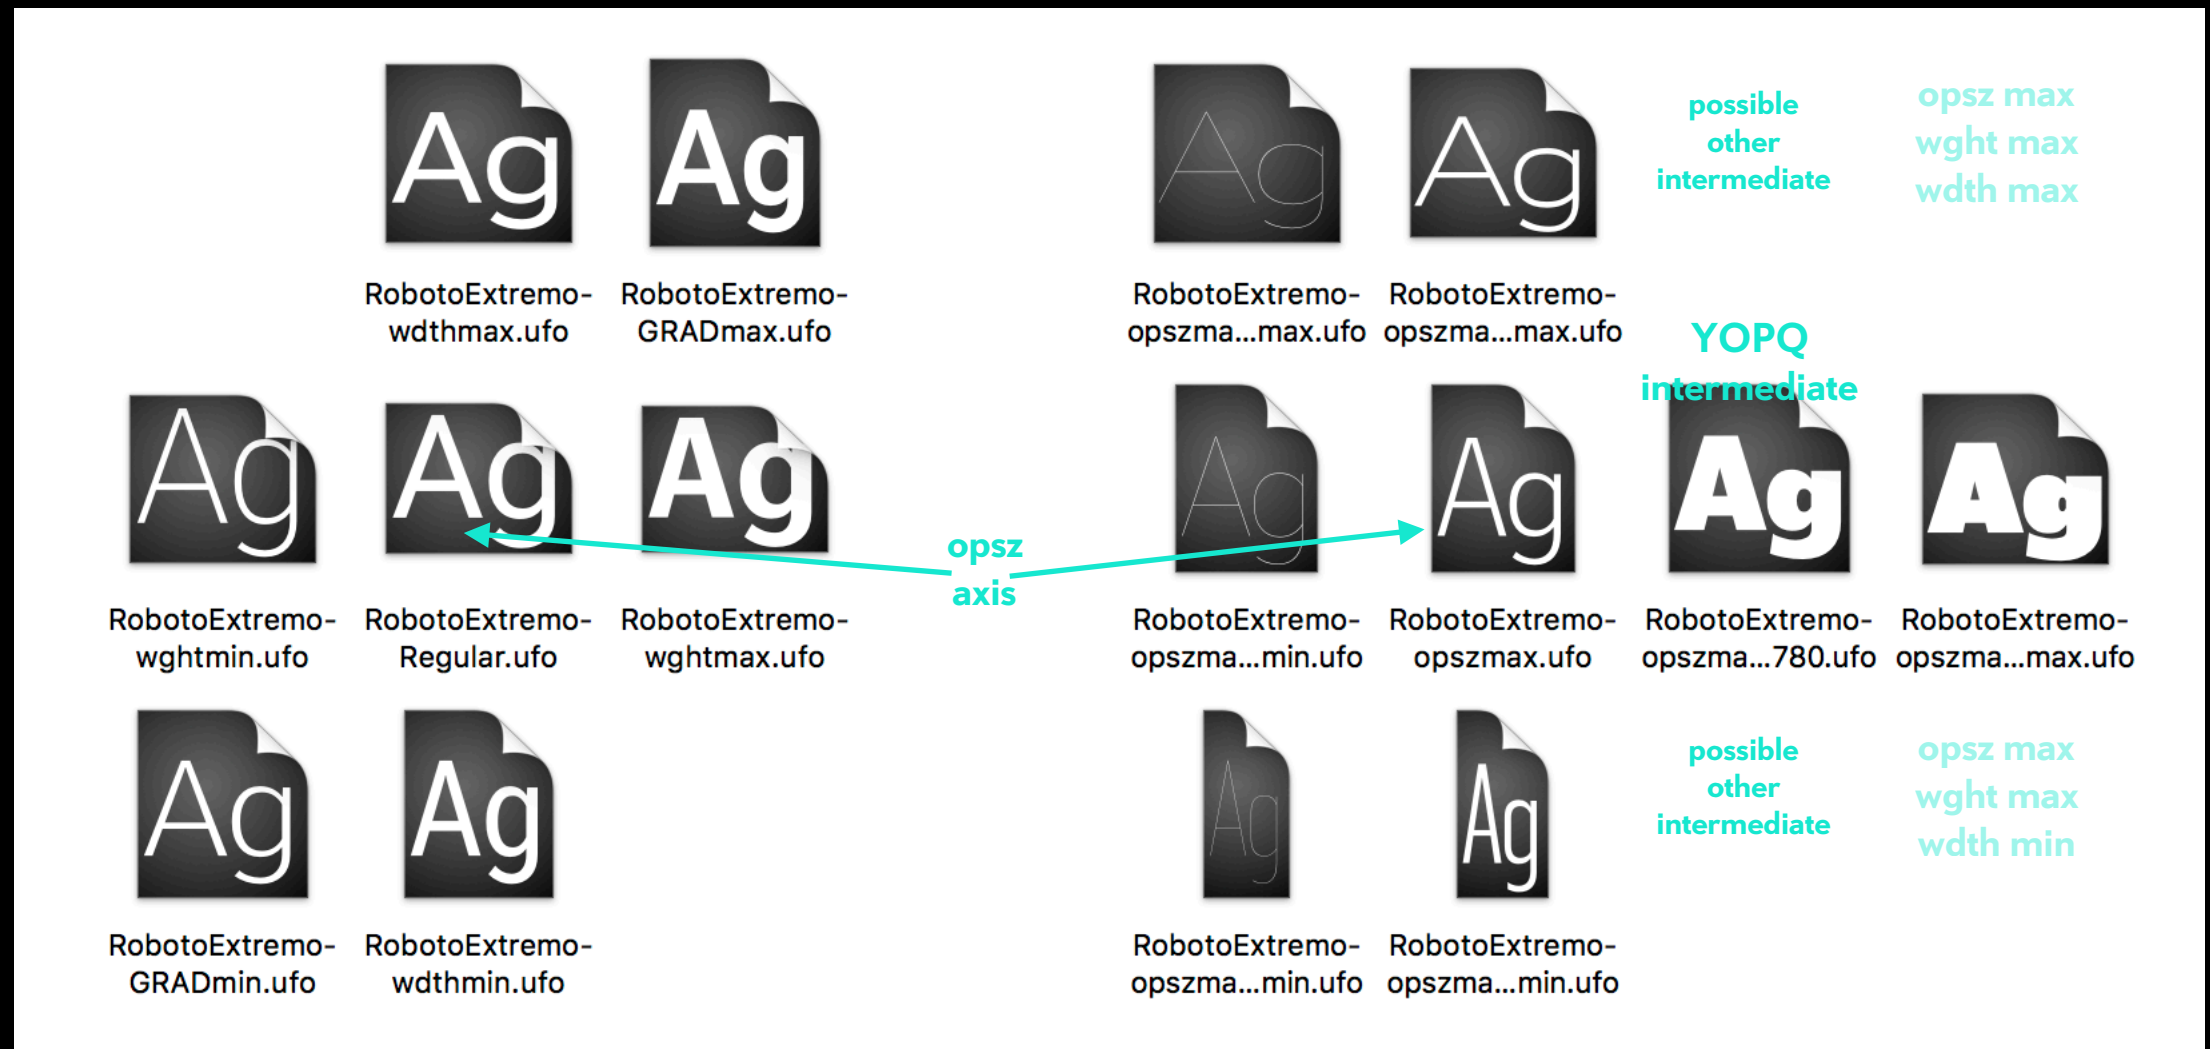 Ag
Ag
Ag
Ag
possible
other
intermediate
opsz max
wght max
wdth max
RobotoExtremo-
wdthmax.ufo
RobotoExtremo-
GRADmax.ufo
RobotoExtremo-
opszma...max.ufo
RobotoExtremo-
opszma...max.ufo
YOPQ
intermediate
Ag
Ag
Ag
Ag
Ag
Ag
Ag
opsz
axis
RobotoExtremo-
wghtmin.ufo
RobotoExtremo-
Regular.ufo
RobotoExtremo-
wghtmax.ufo
RobotoExtremo-
opszma...min.ufo
RobotoExtremo-
opszmax.ufo
RobotoExtremo-
opszma...780.ufo
RobotoExtremo-
opszma...max.ufo
Ag
Ag
Ag
Ag
possible
other
intermediate
opsz max
wght max
wdth min
RobotoExtremo-
GRADmin.ufo
RobotoExtremo-
wdthmin.ufo
RobotoExtremo-
opszma...min.ufo
RobotoExtremo-
opszma...min.ufo